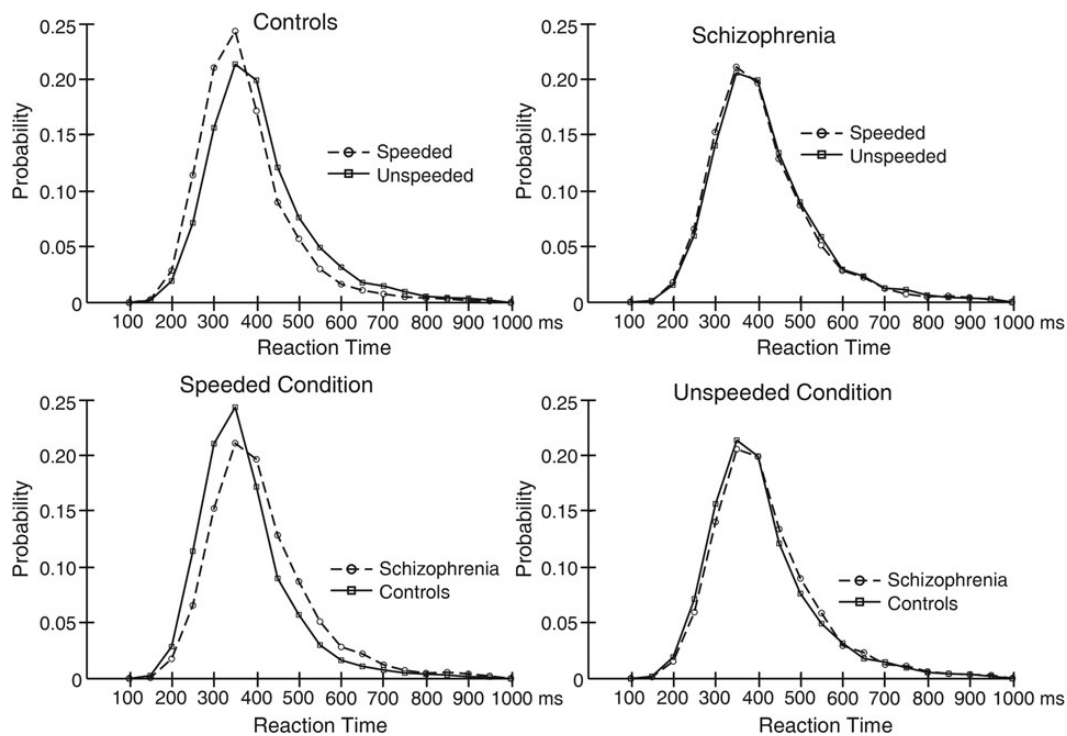 Controls
0.25
0.20
0.15
0.10
0.05
0
Probability
Speeded
Unspeeded
100 200 300 400 500 600 700 800 900 1000 ms
Reaction Time
Schizophrenia
0.25
0.20
0.15
0.10
0.05
0
Probability
Speeded
Unspeeded
100 200 300 400 500 600 700 800 900 1000 ms
Reaction Time
Speeded Condition
0.25
0.20
0.15
0.10
0.05
0
Probability
Schizophrenia
Controls
100 200 300 400 500 600 700 800 900 1000 ms
Reaction Time
Unspeeded Condition
0.25
0.20
0.15
0.10
0.05
0
Probability
Schizophrenia
Controls
100 200 300 400 500 600 700 800 900 1000 ms
Reaction Time